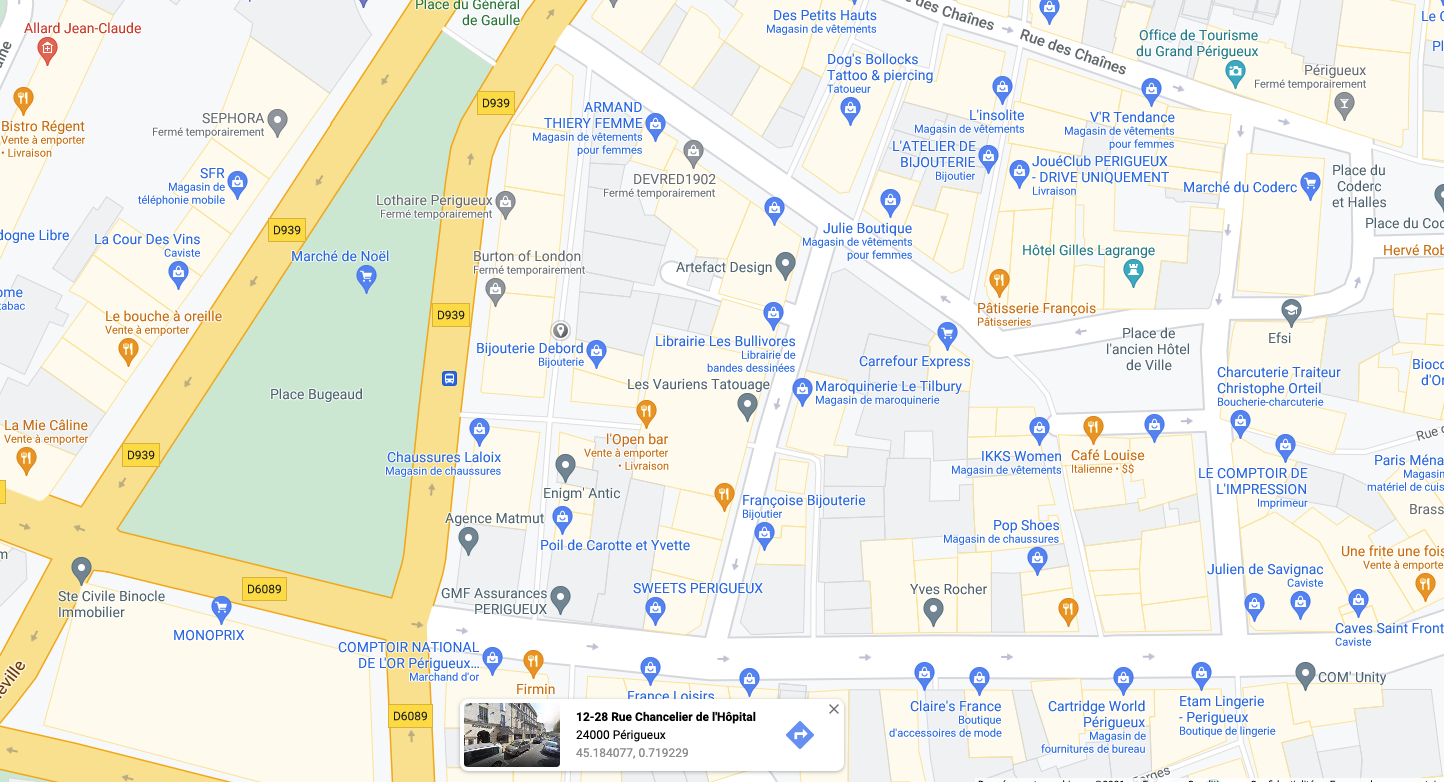 Place du Général
de Gaulle
Allard Jean-Claude
Des Petits Hauts
Magasin de vêtements
des Chaînes
Rue des Chaînes
Office de Tourisme
du Grand Périgueux
Dog's Bollocks
Tattoo & piercing
Tatoueur
Périgueux
Fermé temporairement
D939
ARMAND
THIERY FEMME
Magasin de vêtements
pour femmes
SEPHORA
Fermé temporairement
Bistro Régent
Vente à emporter
• Livraison
L'insolite
Magasin de vêtements
V'R Tendance
Magasin de vêtements
pour femmes
L'ATELIER DE
BIJOUTERIE
Bijoutier
JouéClub PERIGUEUX
- DRIVE UNIQUEMENT
Livraison
SFR
Magasin de
téléphonie mobile
DEVRED1902
Fermé temporairement
Marché du Coderc
Place du
Coderc
et Halles
Lothaire Perigueux
Fermé temporairement
D939
Place du Cod
Julie Boutique
Magasin de vêtements
pour femmes
dogne Libre
La Cour Des Vins
Caviste
Marché de Noël
Burton of London
Fermé temporairement
Artefact Design
Hôtel Gilles Lagrange
Hervé Rob
tabac
Le bouche à oreille
Vente à emporter
D939
Pâtisserie François
Pâtisseries
Librairie Les Bullivores
Librairie de
bandes dessinées
Bijouterie Debord
Bijouterie
Carrefour Express
Place de
l'ancien Hôtel
de Ville
Efsi
Charcuterie Traiteur
Christophe Orteil
Boucherie-charcuterie
Place Bugeaud
Les Vauriens Tatouage
Maroquinerie Le Tilbury
Magasin de maroquinerie
La Mie Câline
Vente à emporter
l'Open bar
Vente à emporter
• Livraison
D939
Chaussures Laloix
Magasin de chaussures
IKKS Women
Magasin de vêtements
Café Louise
Italienne • $$
LE COMPTOIR DE
L'IMPRESSION
Imprimeur
Paris Ména
Magasin
matériel de cuis
Enigm' Antic
Françoise Bijouterie
Bijoutier
Brass
Agence Matmut
Poil de Carotte et Yvette
Pop Shoes
Magasin de chaussures
Une frite une fois
Vente à emporte
Julien de Savignac
Caviste
D6089
Ste Civile Binocle
Immobilier
GMF Assurances
PERIGUEUX
SWEETS PERIGUEUX
Yves Rocher
MONOPRIX
Caves Saint Front
Caviste
COMPTOIR NATIONAL
DE L'OR Périgueux...
Marchand d'or
Firmin
France Loisirs
COM' Unity
D6089
Claire's France
Boutique
d'accessoires de mode
Cartridge World
Périgueux
Magasin de
fournitures de bureau
Etam Lingerie
- Perigueux
Boutique de lingerie
12-28 Rue Chancelier de l'Hôpital
24000 Périgueux
45.184077, 0.719229